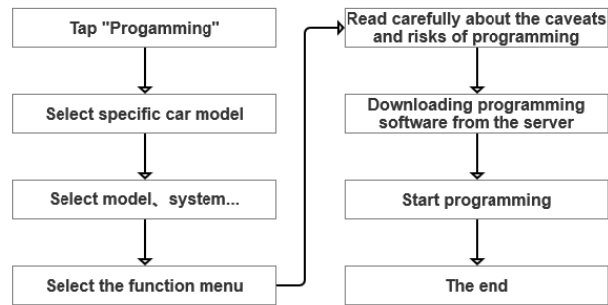 Tap "Progamming"
Select specific car model
Select model、system...
Select the function menu
Read carefully about the caveats
and risks of programming
Downloading programming
software from the server
Start programming
The end